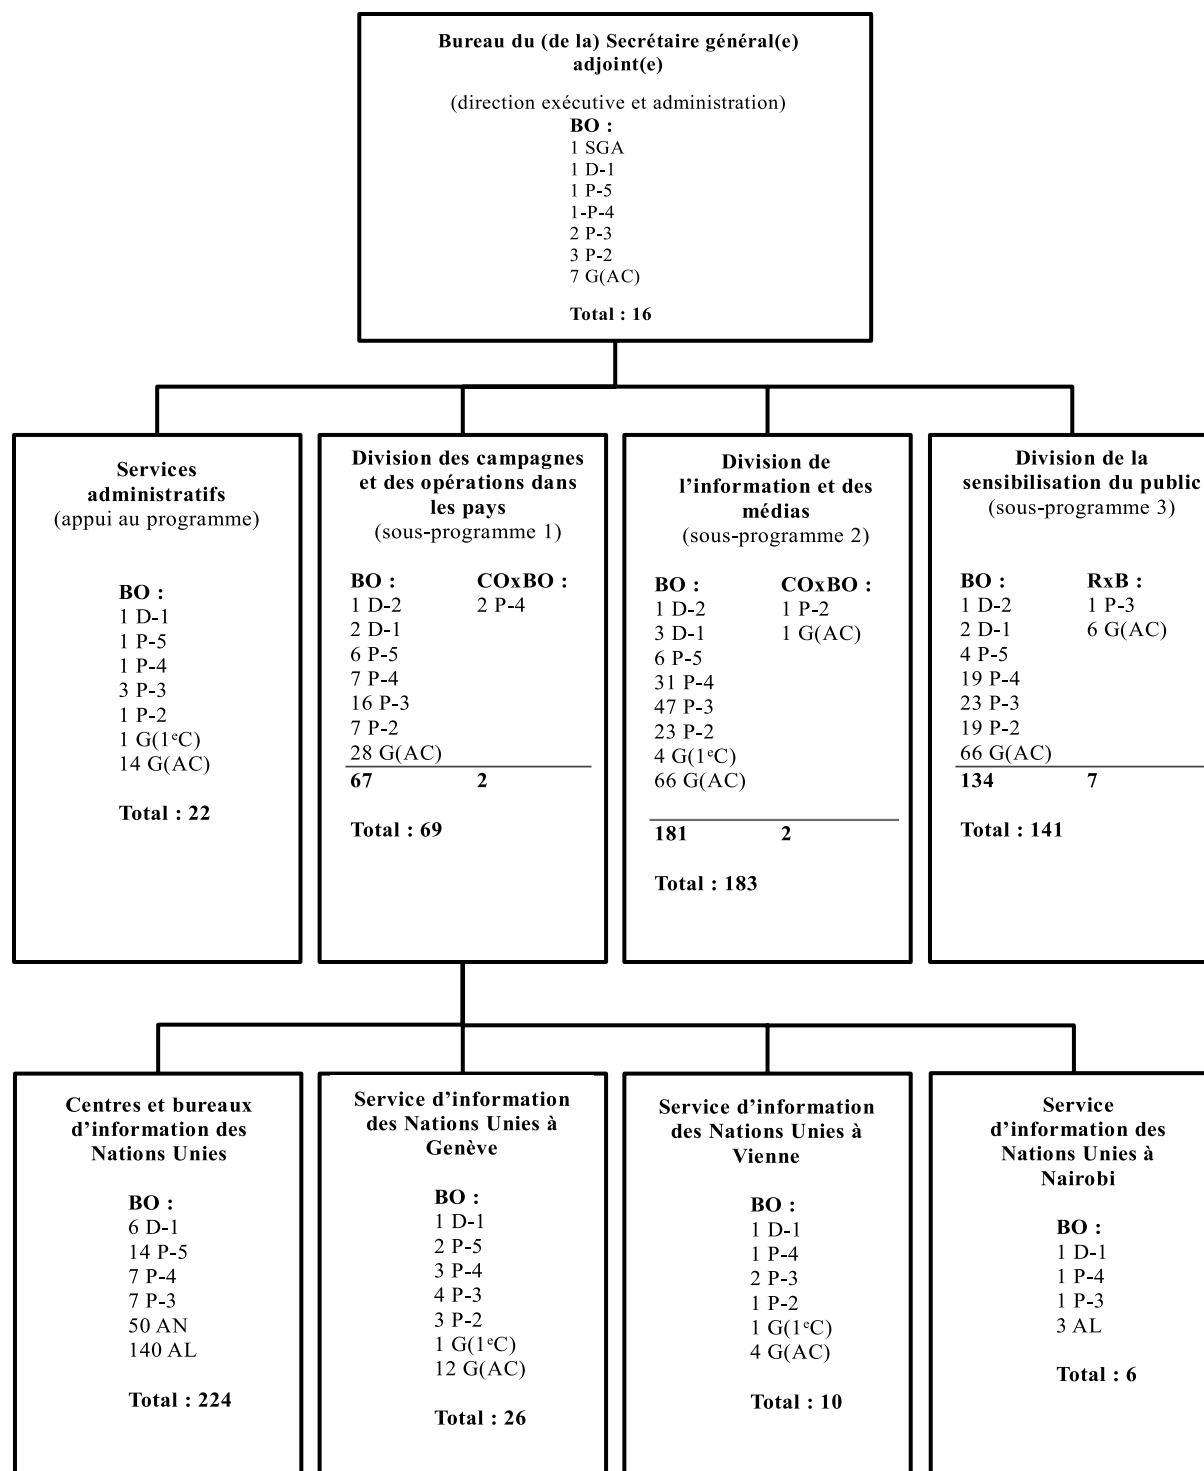 Bureau du (de la) Secrétaire général(e)
adjoint(e)
(direction exécutive et administration)
BO :
1 SGA
1 D-1
1 P-5
1-P-4
2 P-3
3 P-2
7 G(AC)
Total : 16
Services
administratifs
(appui au programme)
BO :
1 D-1
1 P-5
1 P-4
3 P-3
1 P-2
1 G(1eC)
14 G(AC)
Total : 22
Division des campagnes
et des opérations dans
les pays
(sous-programme 1)
BO : COxBO :
1 D-2 2 P-4
2 D-1
6 P-5
7 P-4
16 P-3
7 P-2
28 G(AC)
67 2
Total : 69
Division de
l’information et des
médias
(sous-programme 2)
BO : COxBO :
1 D-2 1 P-2
3 D-1 1 G(AC)
6 P-5
31 P-4
47 P-3
23 P-2
4 G(1eC)
66 G(AC)
181 2
Total : 183
Division de la
sensibilisation du public
(sous-programme 3)
BO : RxB :
1 D-2 1 P-3
2 D-1 6 G(AC)
4 P-5
19 P-4
23 P-3
19 P-2
66 G(AC)
134 7
Total : 141
Centres et bureaux
d’information des
Nations Unies
BO :
6 D-1
14 P-5
7 P-4
7 P-3
50 AN
140 AL
Total : 224
Service d’information
des Nations Unies à
Genève
BO :
1 D-1
2 P-5
3 P-4
4 P-3
3 P-2
1 G(1eC)
12 G(AC)
Total : 26
Service d’information
des Nations Unies à
Vienne
BO :
1 D-1
1 P-4
2 P-3
1 P-2
1 G(1eC)
4 G(AC)
Total : 10
Service
d’information des
Nations Unies à
Nairobi
BO :
1 D-1
1 P-4
1 P-3
3 AL
Total : 6